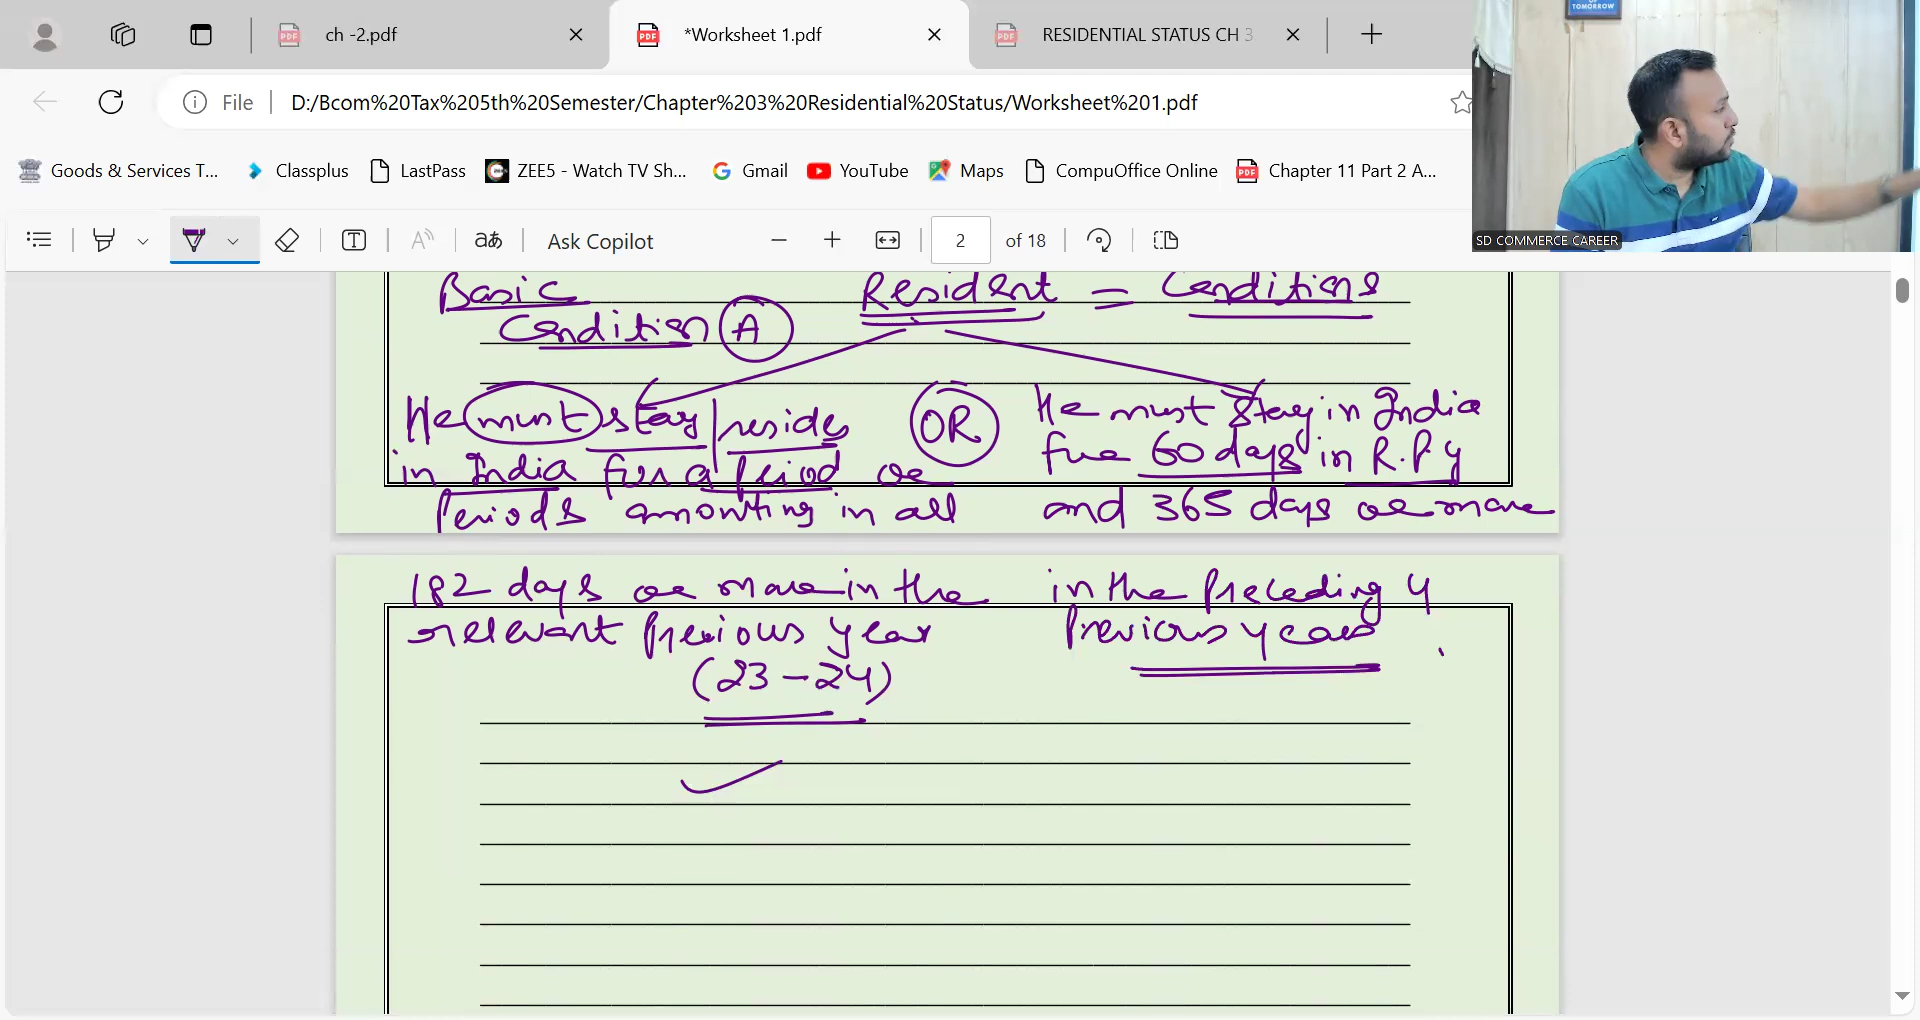 ch -2.pdf
*Worksheet 1.pdf
RESIDENTIAL STATUS CH 3
File
D:/Bcom%20Tax%205th%20Semester/Chapter%203%20Residential%20Status/Worksheet%201.pdf
Goods & Services T...
Classplus
LastPass
ZEE5 - Watch TV Sh...
Gmail
YouTube
Maps
CompuOffice Online
Chapter 11 Part 2 A...
TOMORROW
SD COMMERCE CAREER
Ask Copilot
2 of 18
Basic Condition (A)
Resident = Conditions
He must stay / reside
in India for a Period or
Periods amonting in all
182 days or more in the
relevant Previous year
(23-24)
OR
He must stay in India
for 60 days in R.P.y
and 365 days or more
in the Preceding 4
Previous years